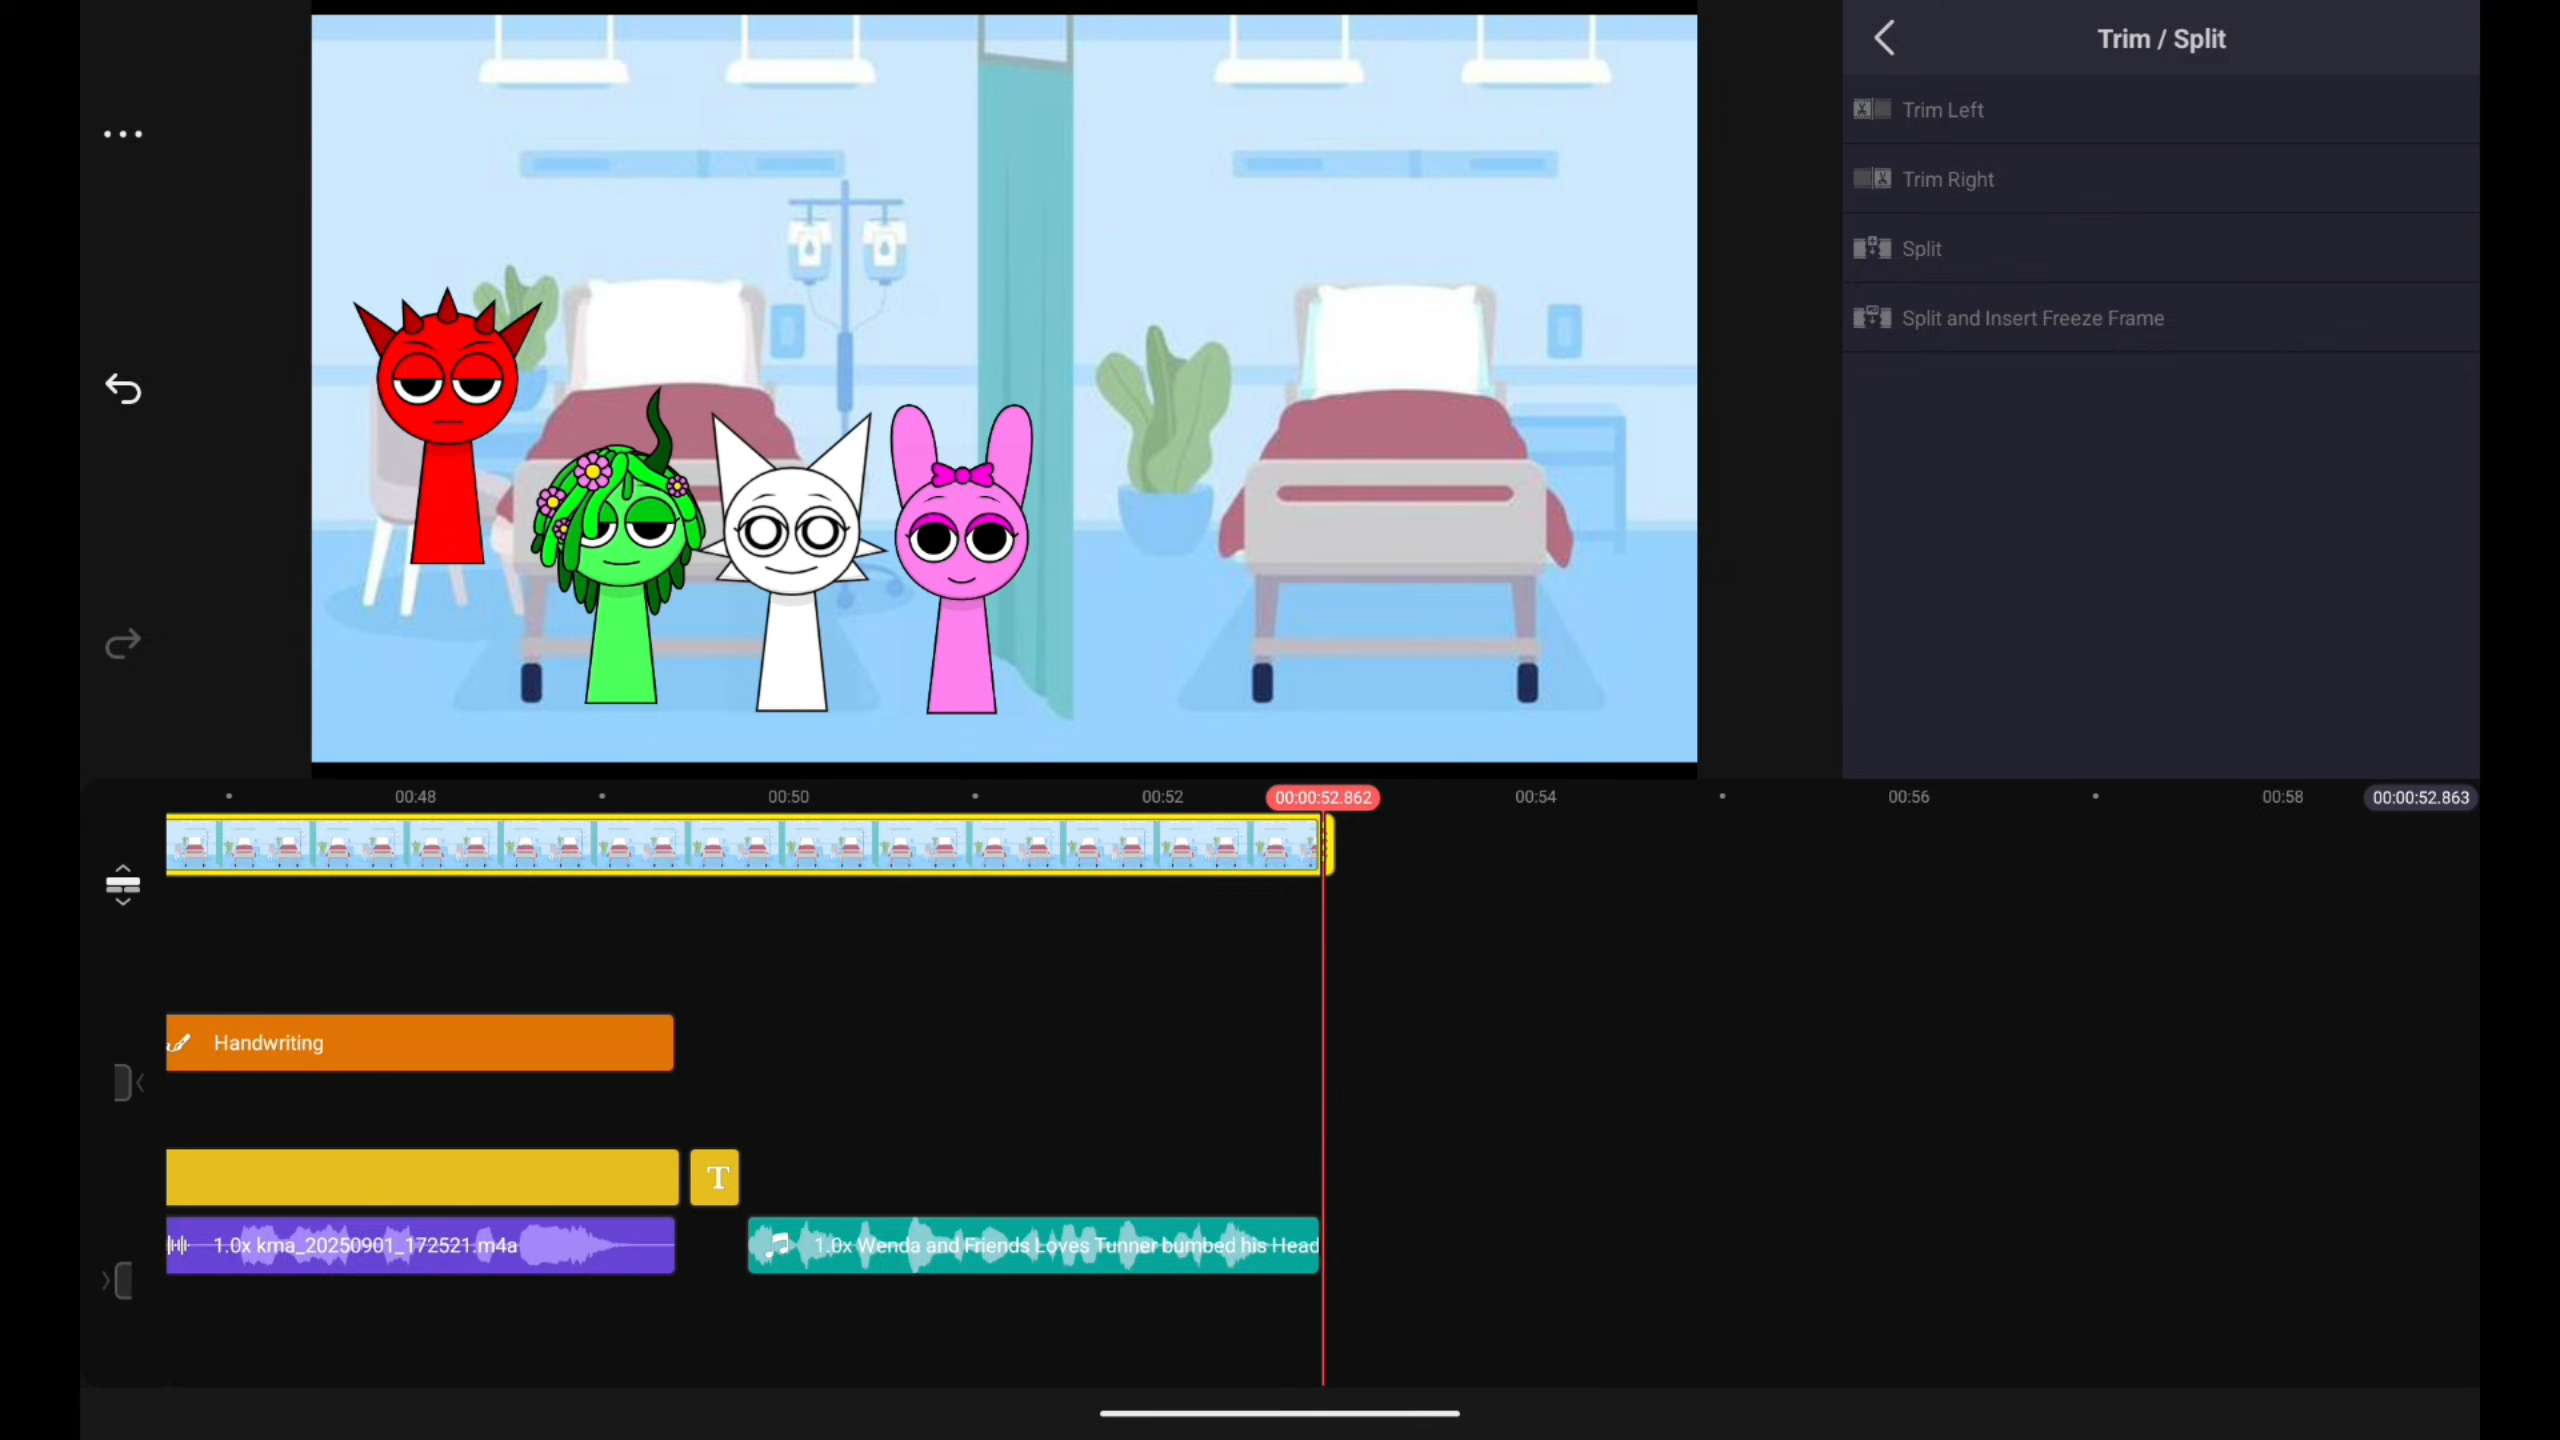 Trim / Split
Trim Left
Trim Right
Split
Split and Insert Freeze Frame
00:48
00:50
00:52
00:00:52.862
00:54
00:56
00:58
00:00:52.863
Handwriting
T
1.0x kma_20250901_172521.m4a
1.0x Wenda and Friends Loves Tunner bumbed his Head